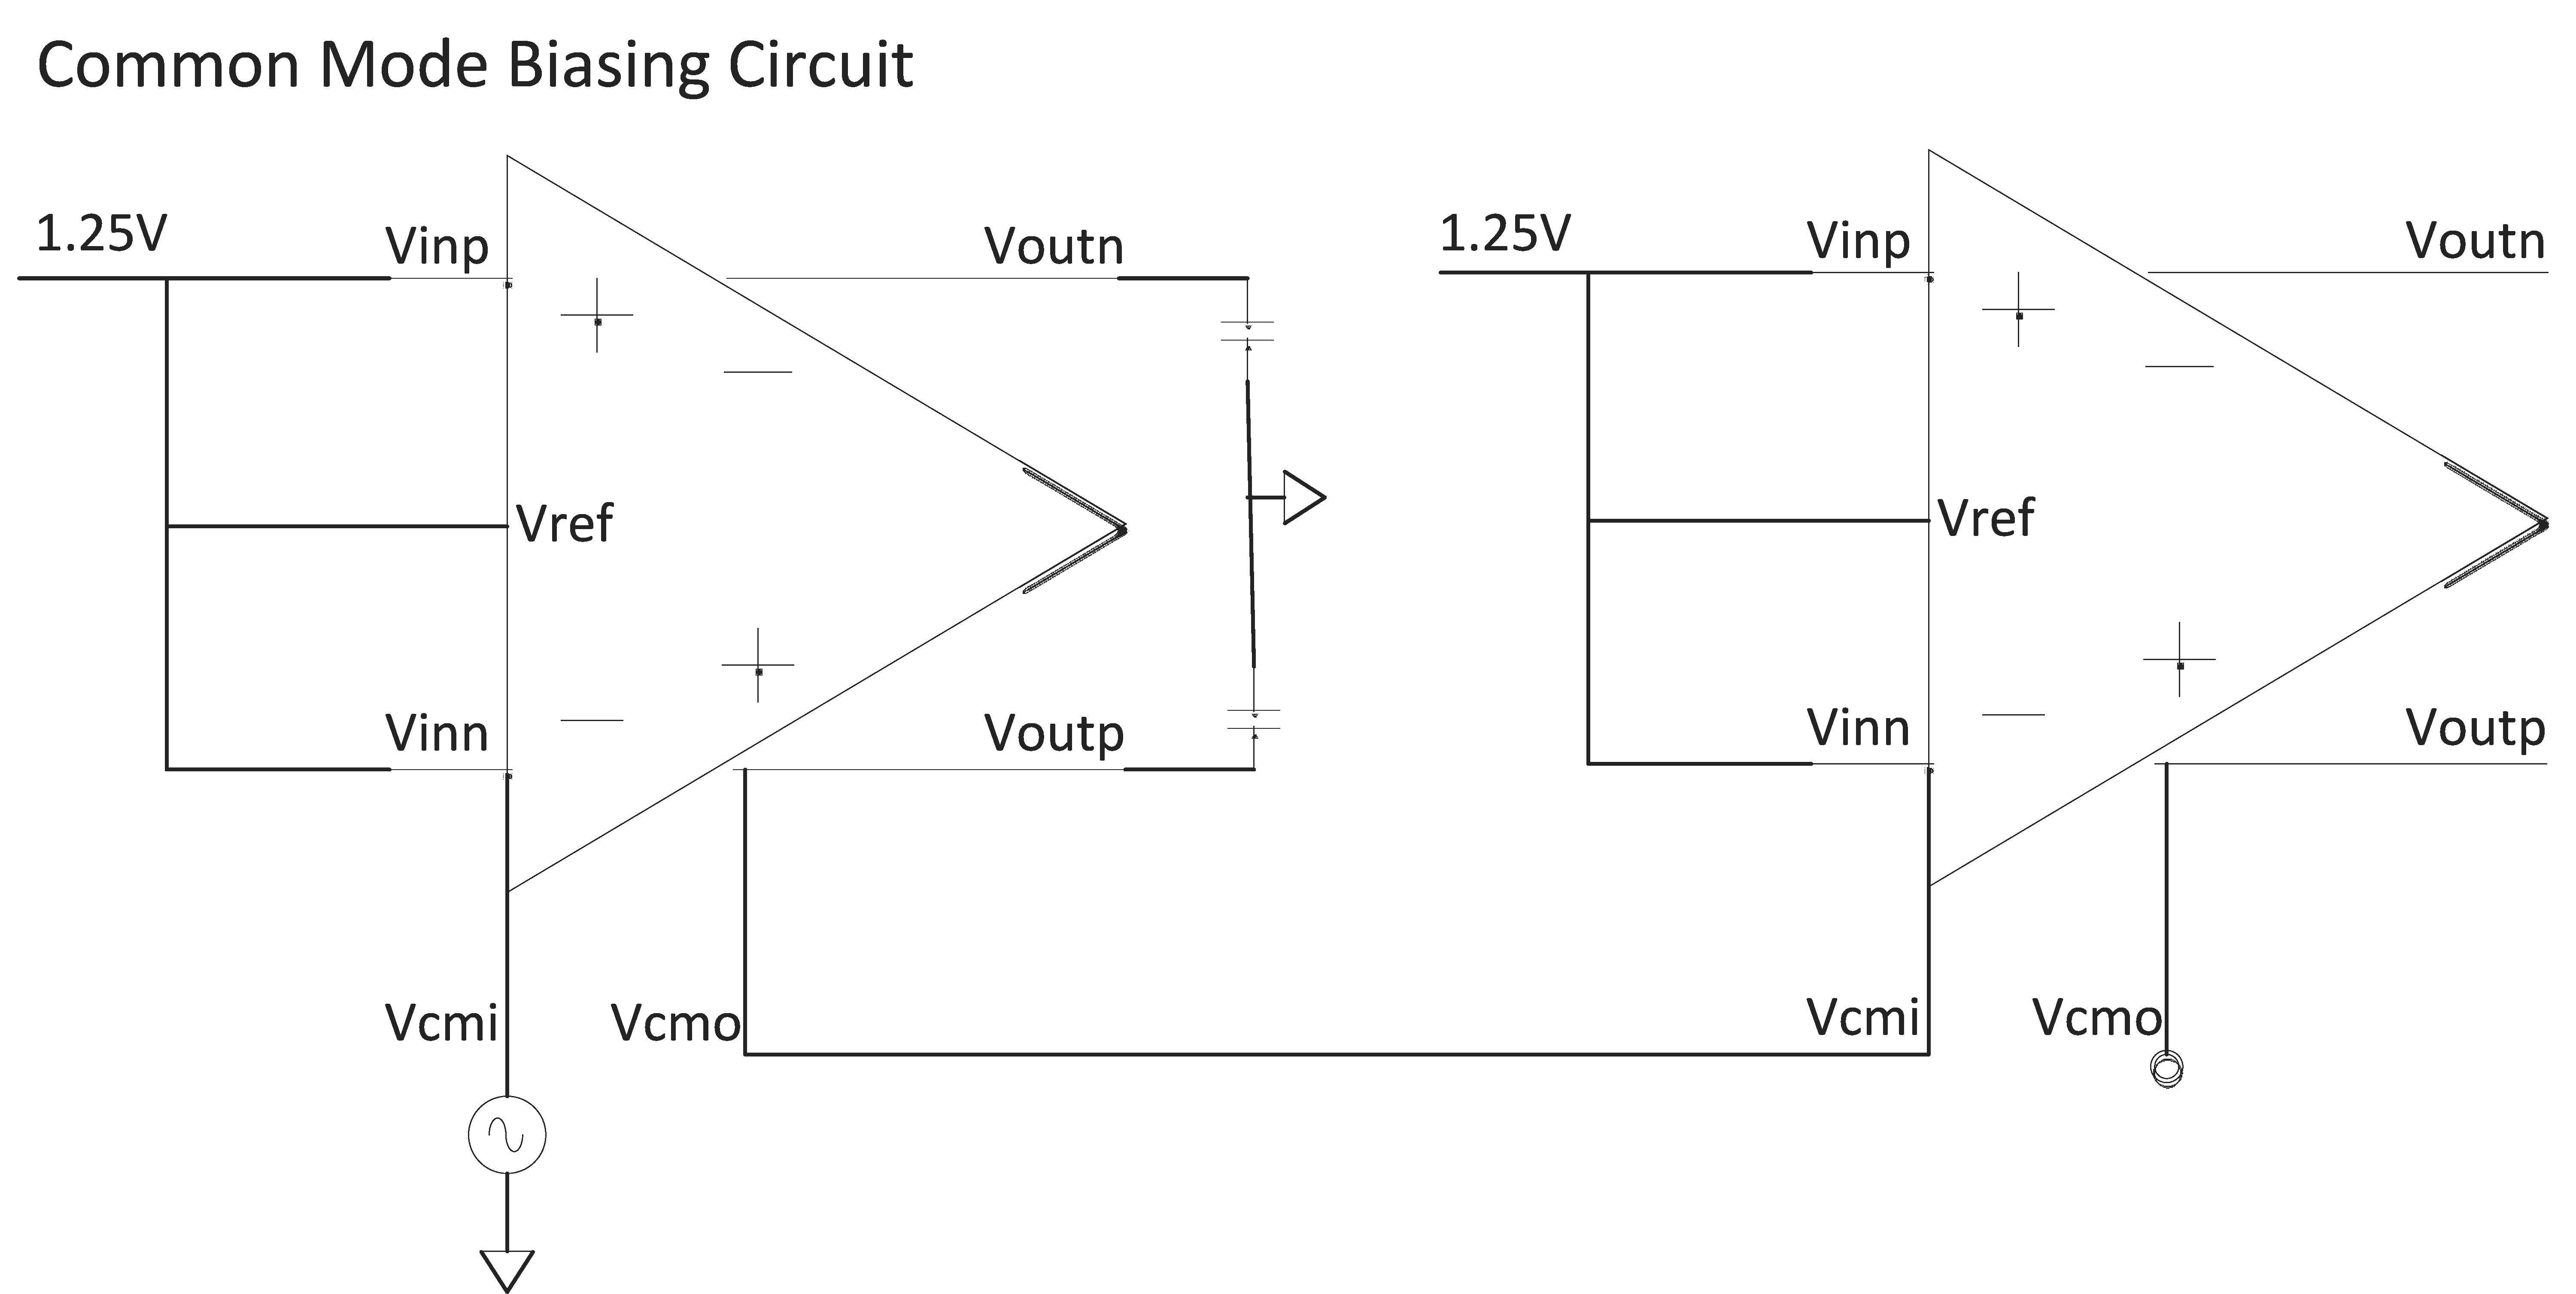 Common Mode Biasing Circuit
1.25V
Vinp
Voutn
Vref
Vinn
Voutp
Vcmi
Vcmo
1.25V
Vinp
Voutn
Vref
Vinn
Voutp
Vcmi
Vcmo